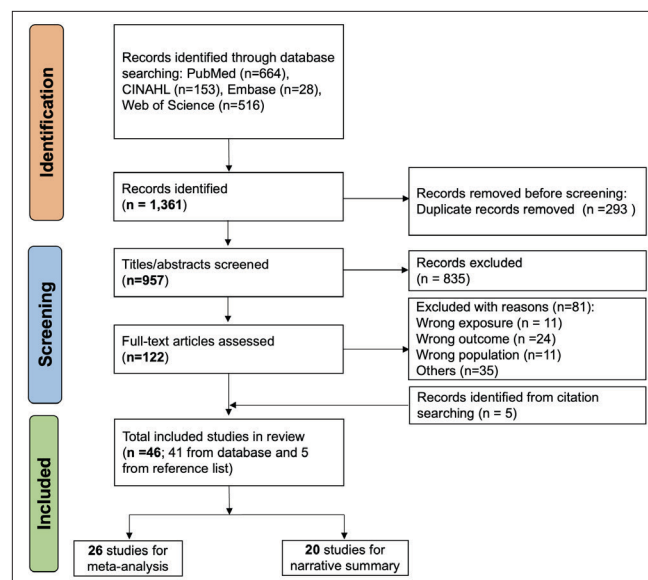 Identification
Records identified through database
searching: PubMed (n=664),
CINAHL (n=153), Embase (n=28),
Web of Science (n=516)
Records identified
(n = 1,361)
Records removed before screening:
Duplicate records removed (n =293 )
Screening
Titles/abstracts screened
(n=957)
Records excluded
(n = 835)
Full-text articles assessed
(n=122)
Excluded with reasons (n=81):
Wrong exposure (n = 11)
Wrong outcome (n =24)
Wrong population (n=11)
Others (n=35)
Records identified from citation
searching (n = 5)
Included
Total included studies in review
(n =46; 41 from database and 5
from reference list)
26 studies for
meta-analysis
20 studies for
narrative summary